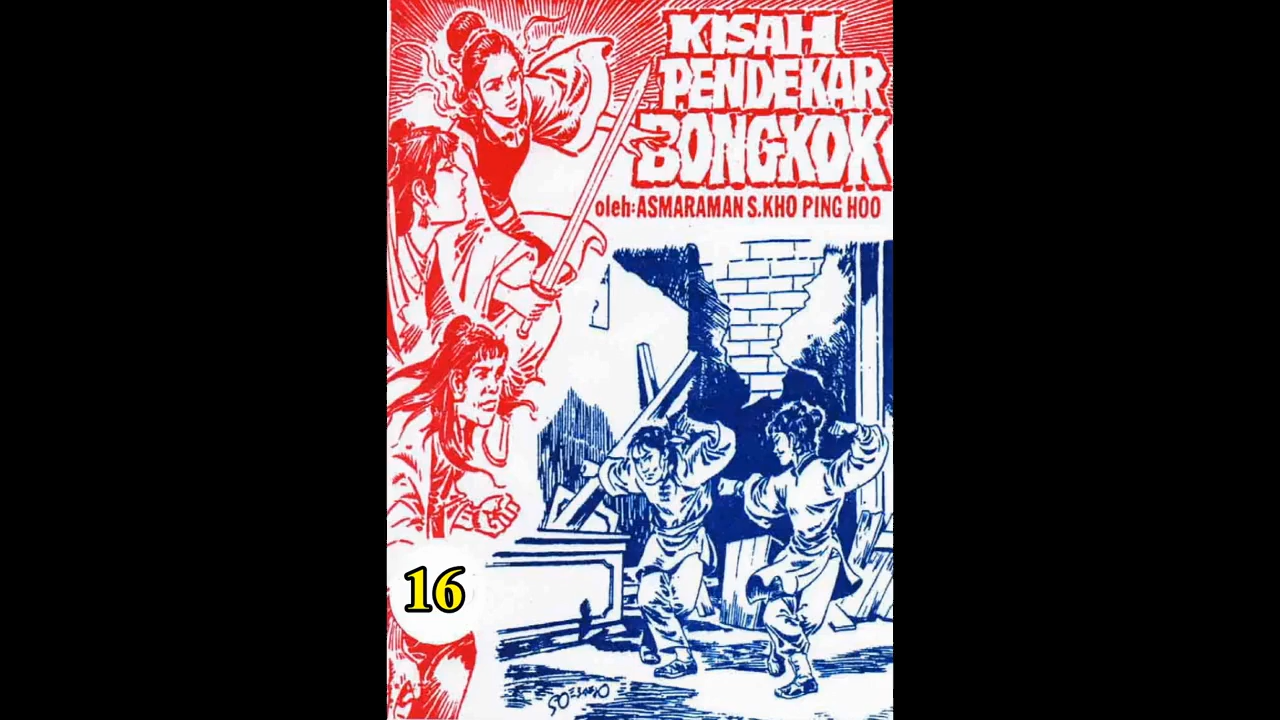 KISAH
PENDEKAR
BONGKOK
oleh: ASMARAMAN S. KHO PING HOO
16